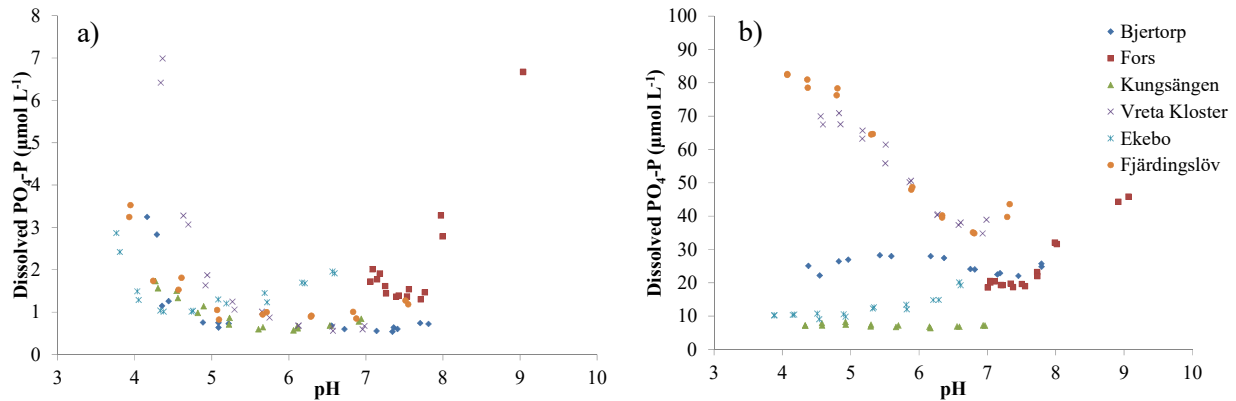 a)
Dissolved PO4-P (µmol L-1)
8
7
6
5
4
3
2
1
0
3 4 5 6 7 8 9 10
pH
b)
Dissolved PO4-P (µmol L-1)
100
90
80
70
60
50
40
30
20
10
0
3 4 5 6 7 8 9 10
pH
Bjertorp
Fors
Kungsängen
Vreta Kloster
Ekebo
Fjärdingslöv